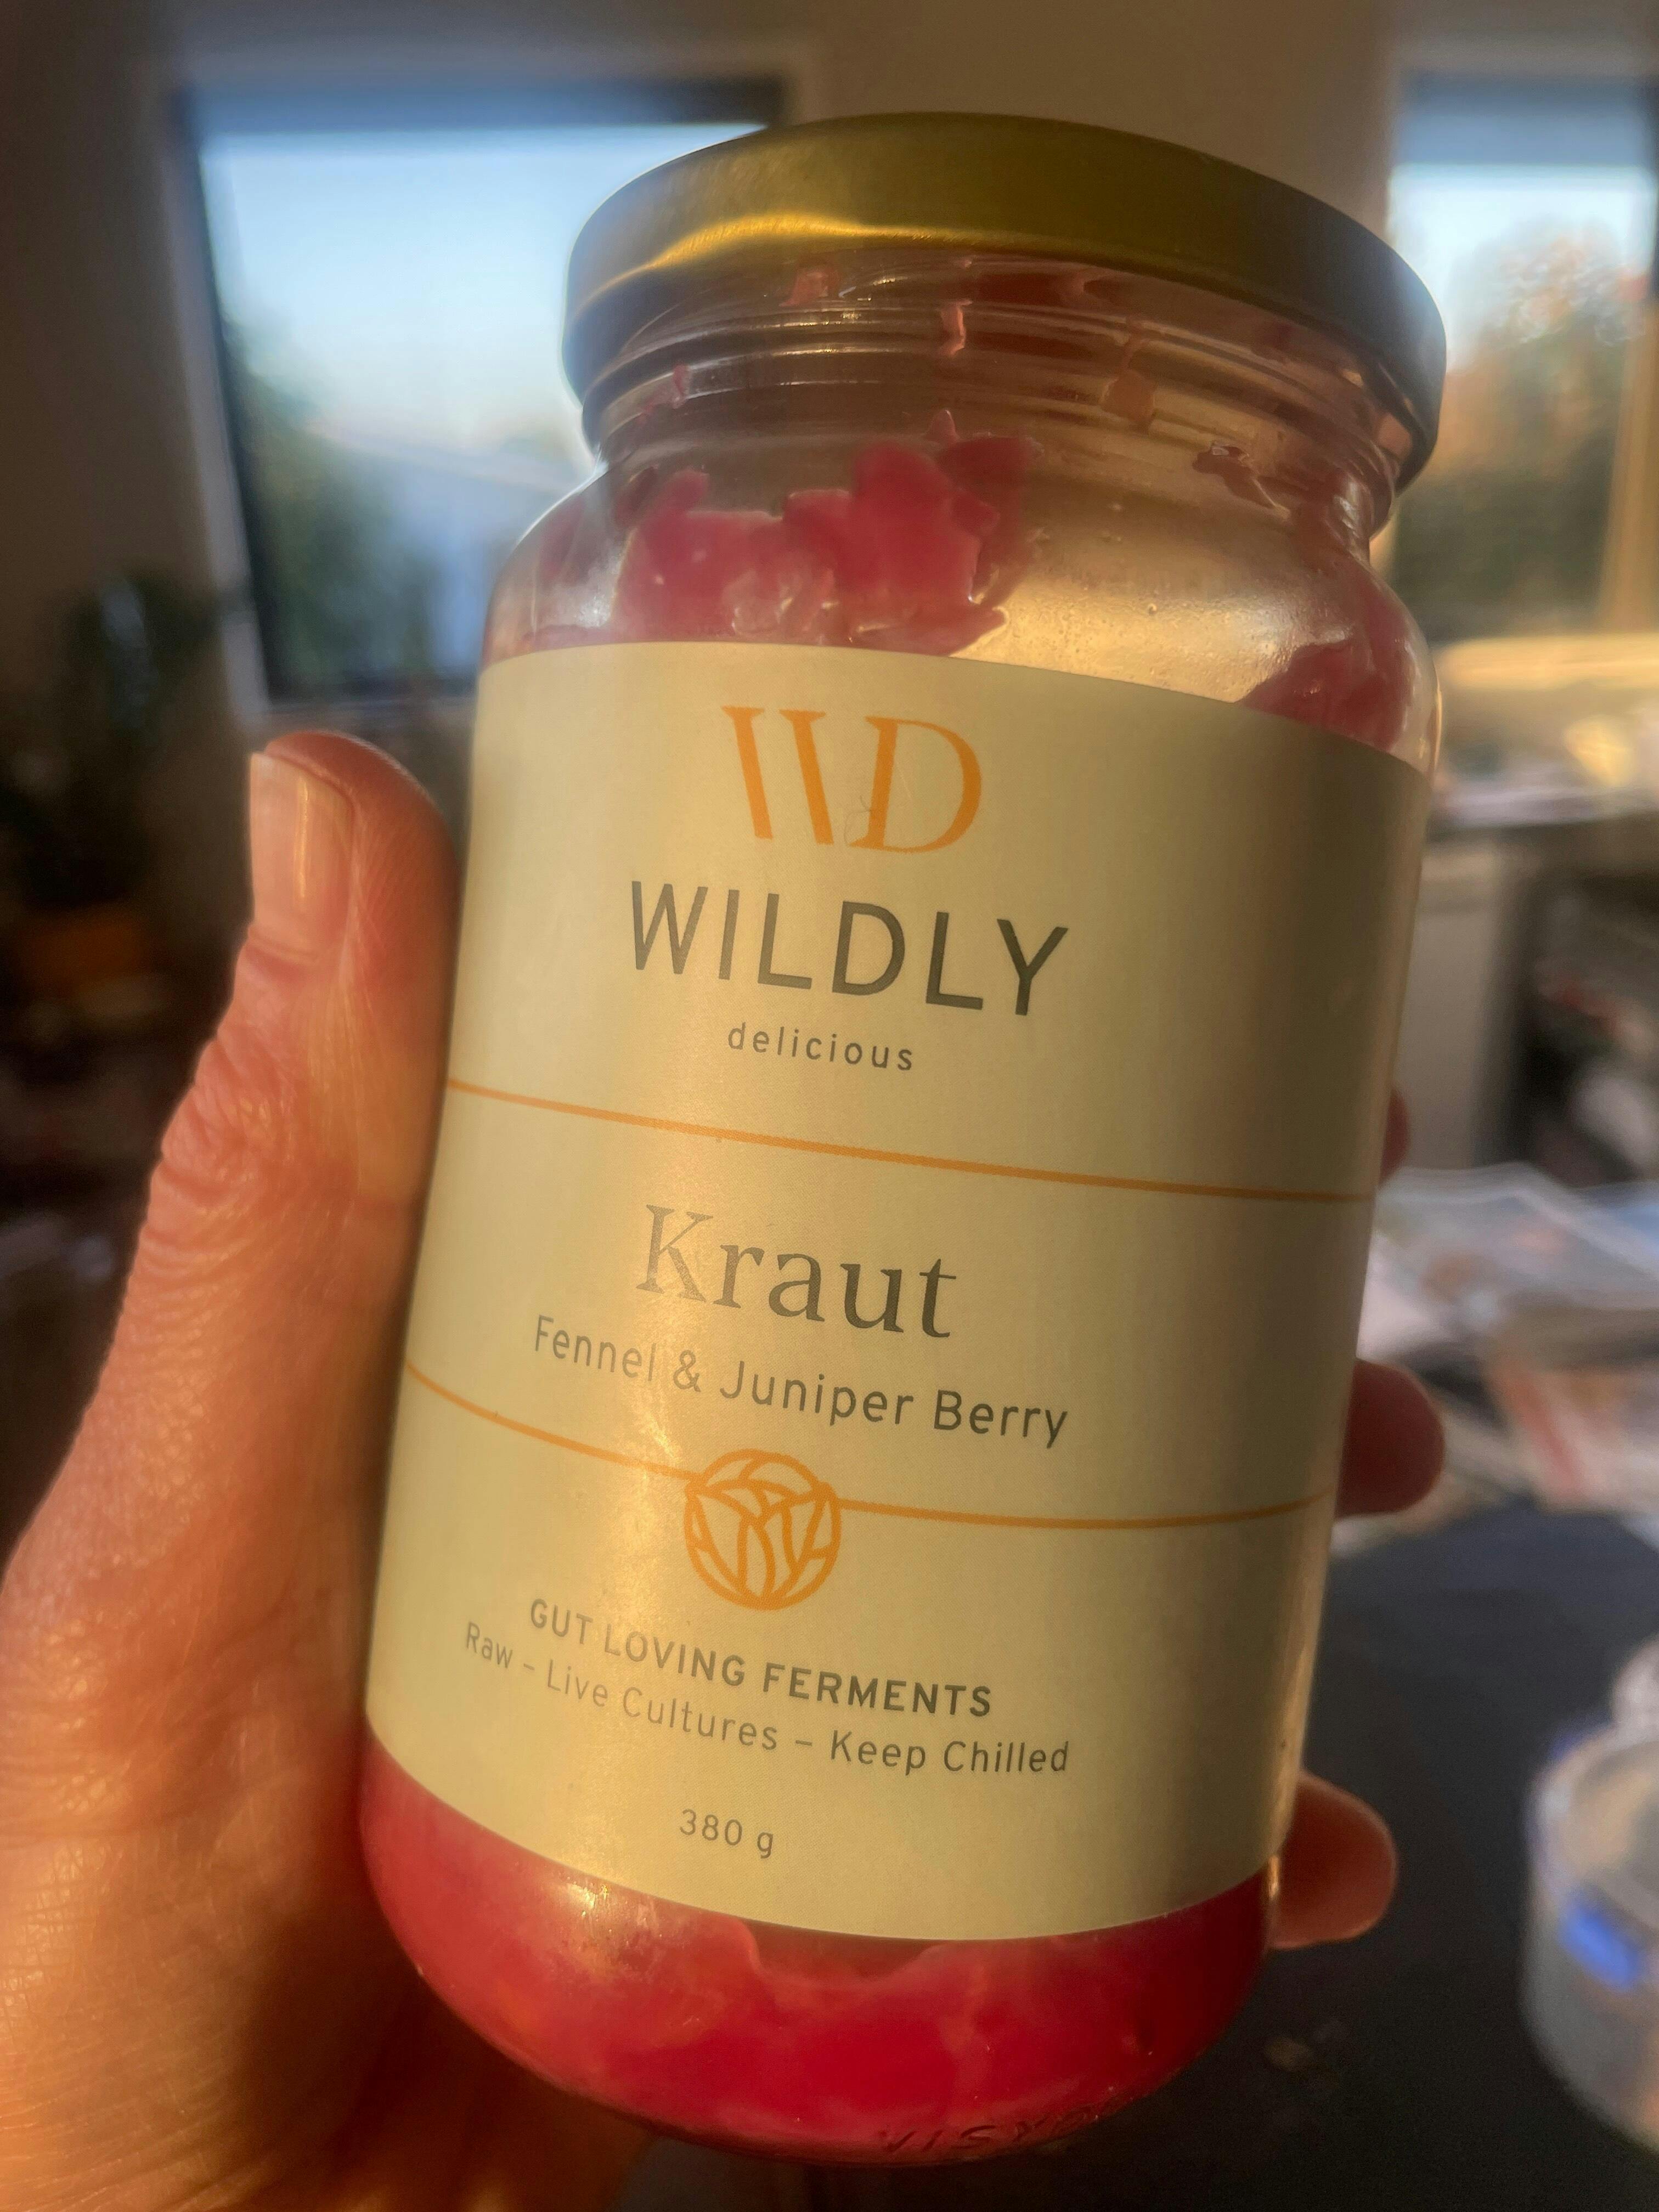 WD
WILDLY
delicious
Kraut
Fennel & Juniper Berry
GUT LOVING FERMENTS
Raw – Live Cultures – Keep Chilled
380 g